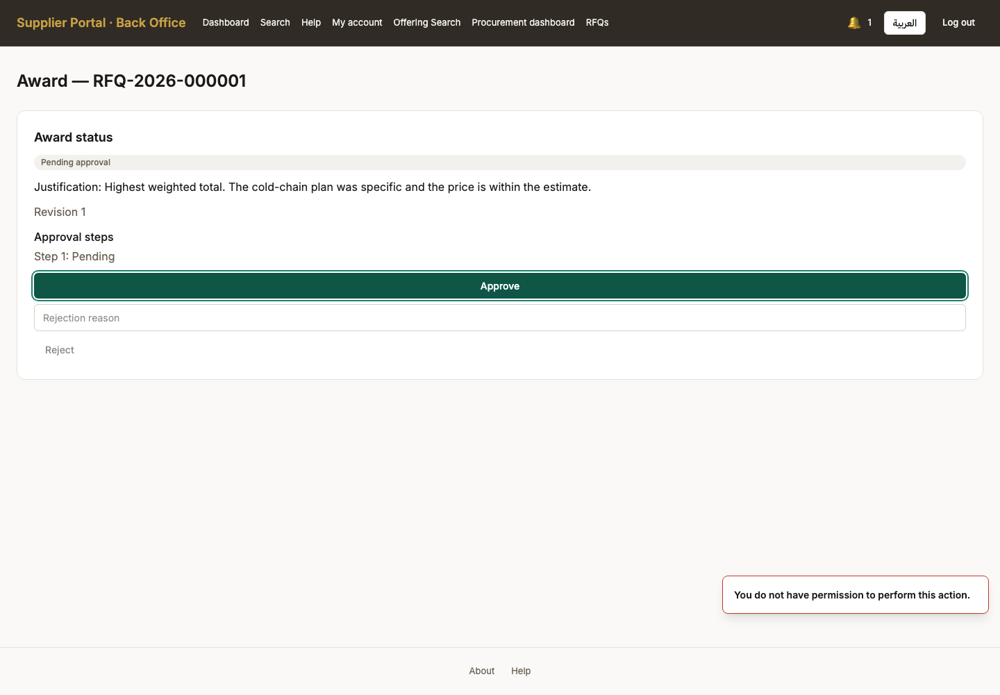 Supplier Portal · Back Office
Dashboard
Search
Help
My account
Offering Search
Procurement dashboard
RFQs
1
العربية
Log out
Award — RFQ-2026-000001
Award status
Pending approval
Justification: Highest weighted total. The cold-chain plan was specific and the price is within the estimate.
Revision 1
Approval steps
Step 1: Pending
Approve
Rejection reason
Reject
You do not have permission to perform this action.
About
Help